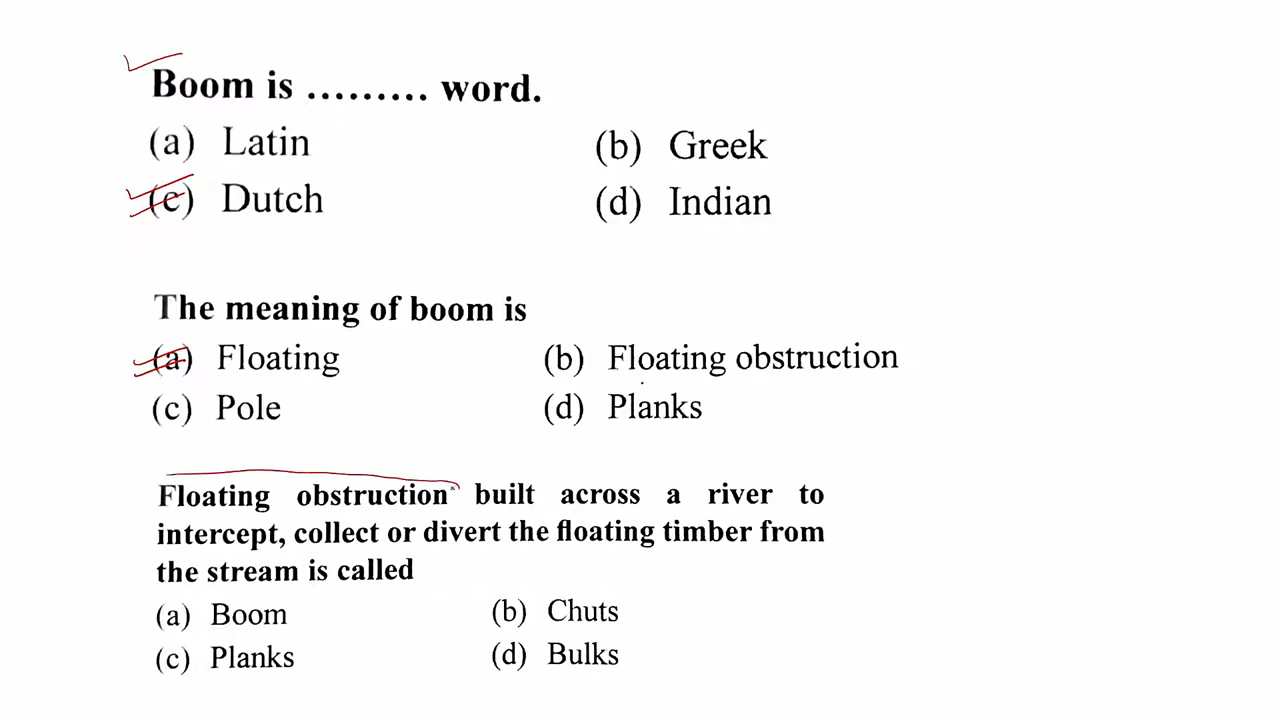 Boom is ......... word.
(a) Latin (b) Greek
(c) Dutch (d) Indian
The meaning of boom is
(a) Floating (b) Floating obstruction
(c) Pole (d) Planks
Floating obstruction built across a river to
intercept, collect or divert the floating timber from
the stream is called
(a) Boom (b) Chuts
(c) Planks (d) Bulks